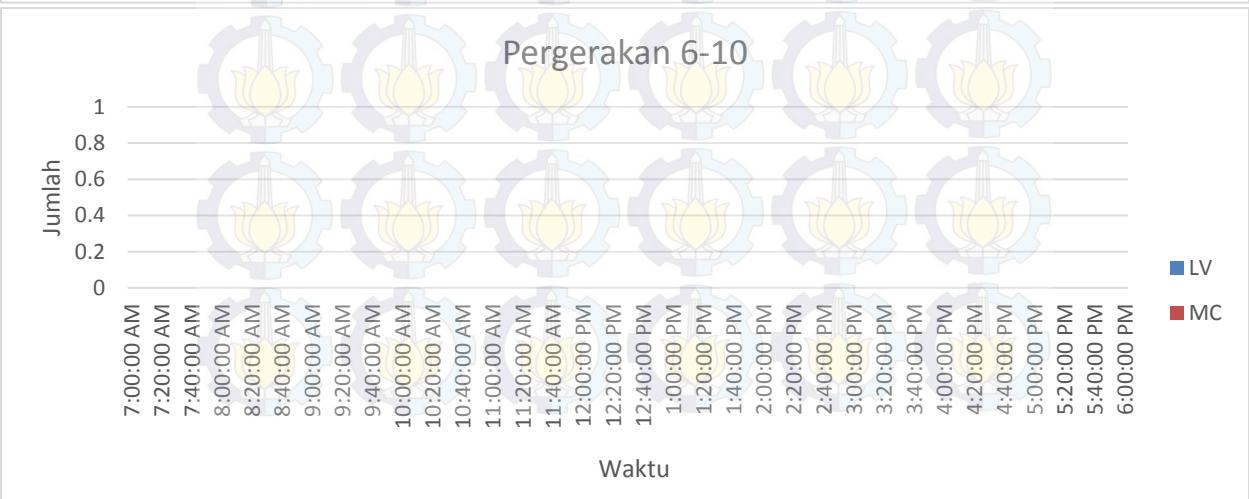 Pergerakan 6-10
1
0.8
0.6
0.4
0.2
0
Jumlah
LV
MC
7:00:00 AM
7:20:00 AM
7:40:00 AM
8:00:00 AM
8:20:00 AM
8:40:00 AM
9:00:00 AM
9:20:00 AM
9:40:00 AM
10:00:00 AM
10:20:00 AM
10:40:00 AM
11:00:00 AM
11:20:00 AM
11:40:00 AM
12:00:00 PM
12:20:00 PM
12:40:00 PM
1:00:00 PM
1:20:00 PM
1:40:00 PM
2:00:00 PM
2:20:00 PM
2:40:00 PM
3:00:00 PM
3:20:00 PM
3:40:00 PM
4:00:00 PM
4:20:00 PM
4:40:00 PM
5:00:00 PM
5:20:00 PM
5:40:00 PM
6:00:00 PM
Waktu